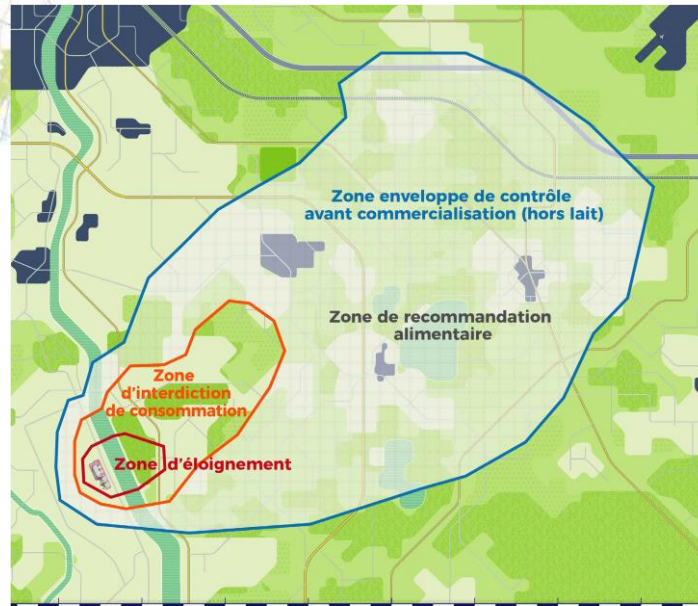 Zone enveloppe de contrôle
avant commercialisation (hors lait)
Zone de recommandation
alimentaire
Zone
d'interdiction
de consommation
Zone d'éloignement